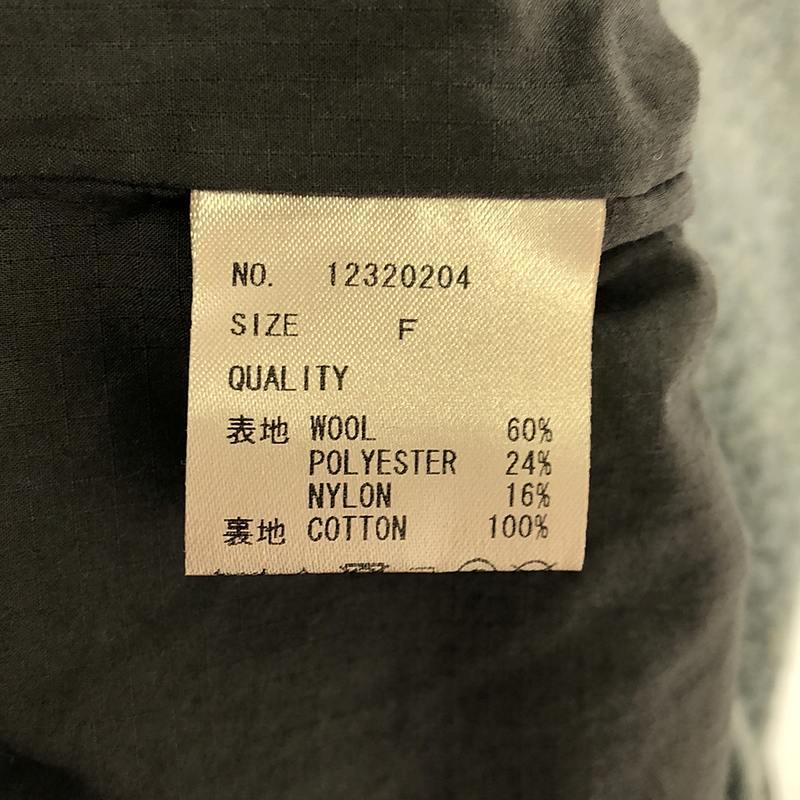 NO. 12320204
SIZE F
QUALITY
表地 WOOL 60%
POLYESTER 24%
NYLON 16%
裏地 COTTON 100%